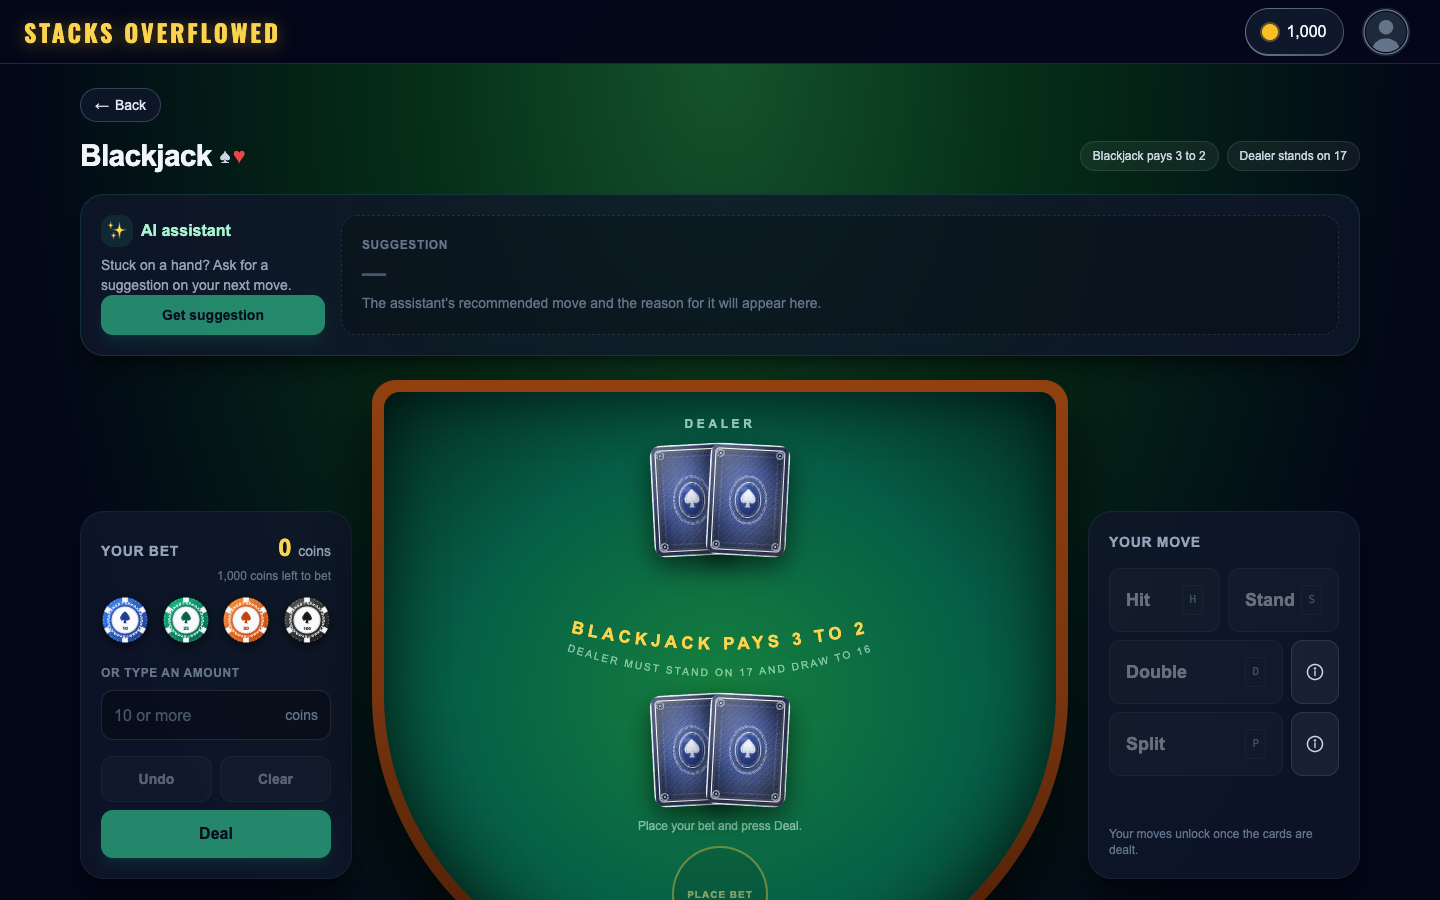 STACKS OVERFLOWED
1,000
← Back
Blackjack ♠♥
Blackjack pays 3 to 2
Dealer stands on 17
AI assistant
Stuck on a hand? Ask for a
suggestion on your next move.
Get suggestion
SUGGESTION
—
The assistant's recommended move and the reason for it will appear here.
DEALER
BLACKJACK PAYS 3 TO 2
DEALER MUST STAND ON 17 AND DRAW TO 16
Place your bet and press Deal.
PLACE BET
YOUR BET
0 coins
1,000 coins left to bet
10
25
50
100
OR TYPE AN AMOUNT
10 or more
coins
Undo
Clear
Deal
YOUR MOVE
Hit H
Stand S
Double D
Split P
Your moves unlock once the cards are
dealt.